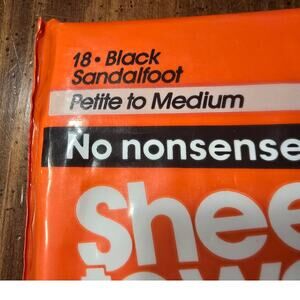 18 • Black
Sandalfoot
Petite to Medium
No nonsense
Shee